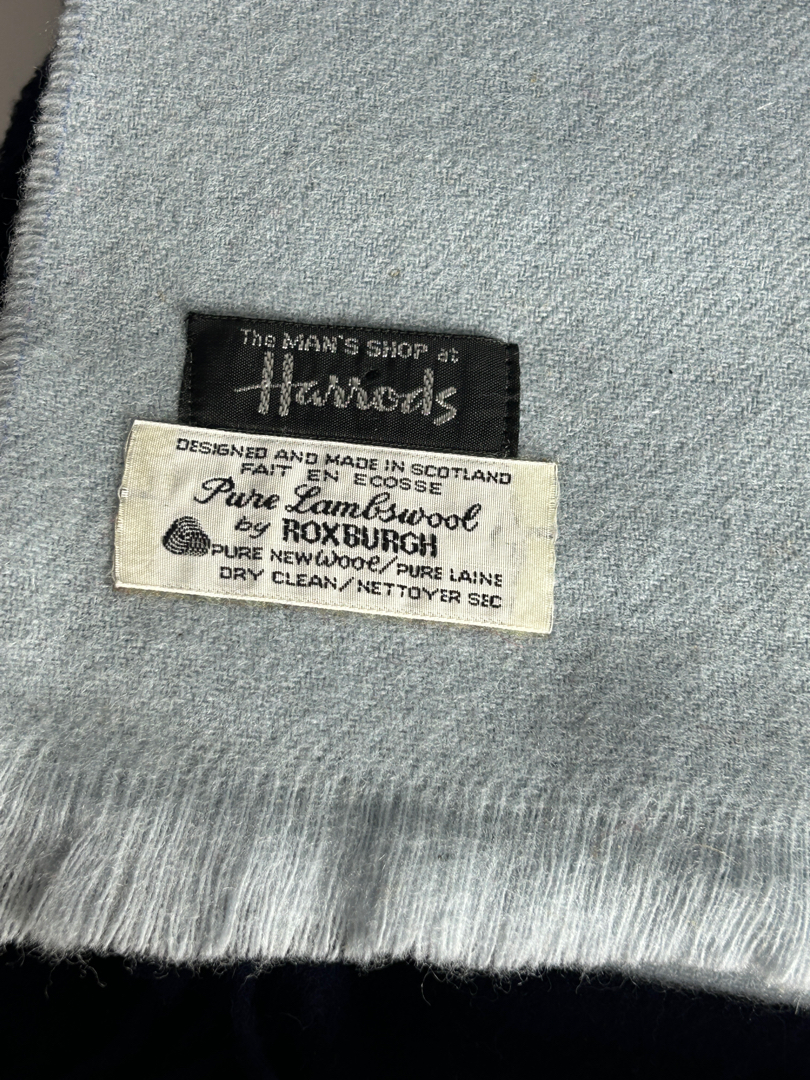 The MAN'S SHOP at
Harrods
DESIGNED AND MADE IN SCOTLAND
FAIT EN ECOSSE
Pure Lambswool
by ROXBURGH
PURE NEW WOOL/PURE LAINE
DRY CLEAN/NETTOYER SEC